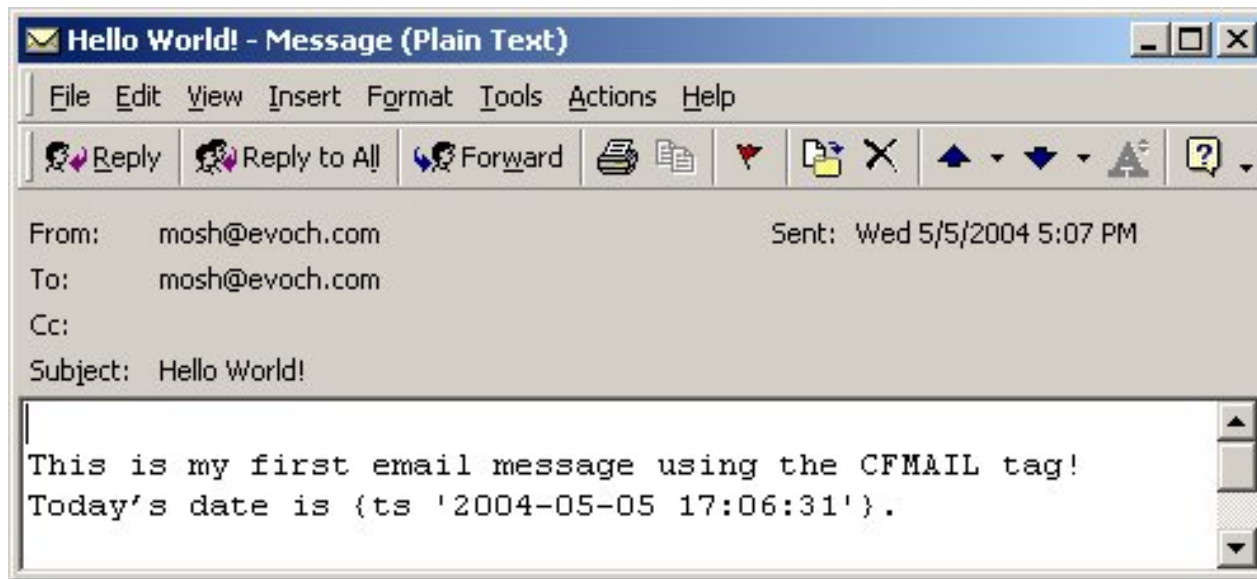 Hello World! - Message (Plain Text)
File Edit View Insert Format Tools Actions Help
Reply Reply to All Forward
From: mosh@evoch.com Sent: Wed 5/5/2004 5:07 PM
To: mosh@evoch.com
Cc:
Subject: Hello World!
This is my first email message using the CFMAIL tag!
Today's date is {ts '2004-05-05 17:06:31'}.